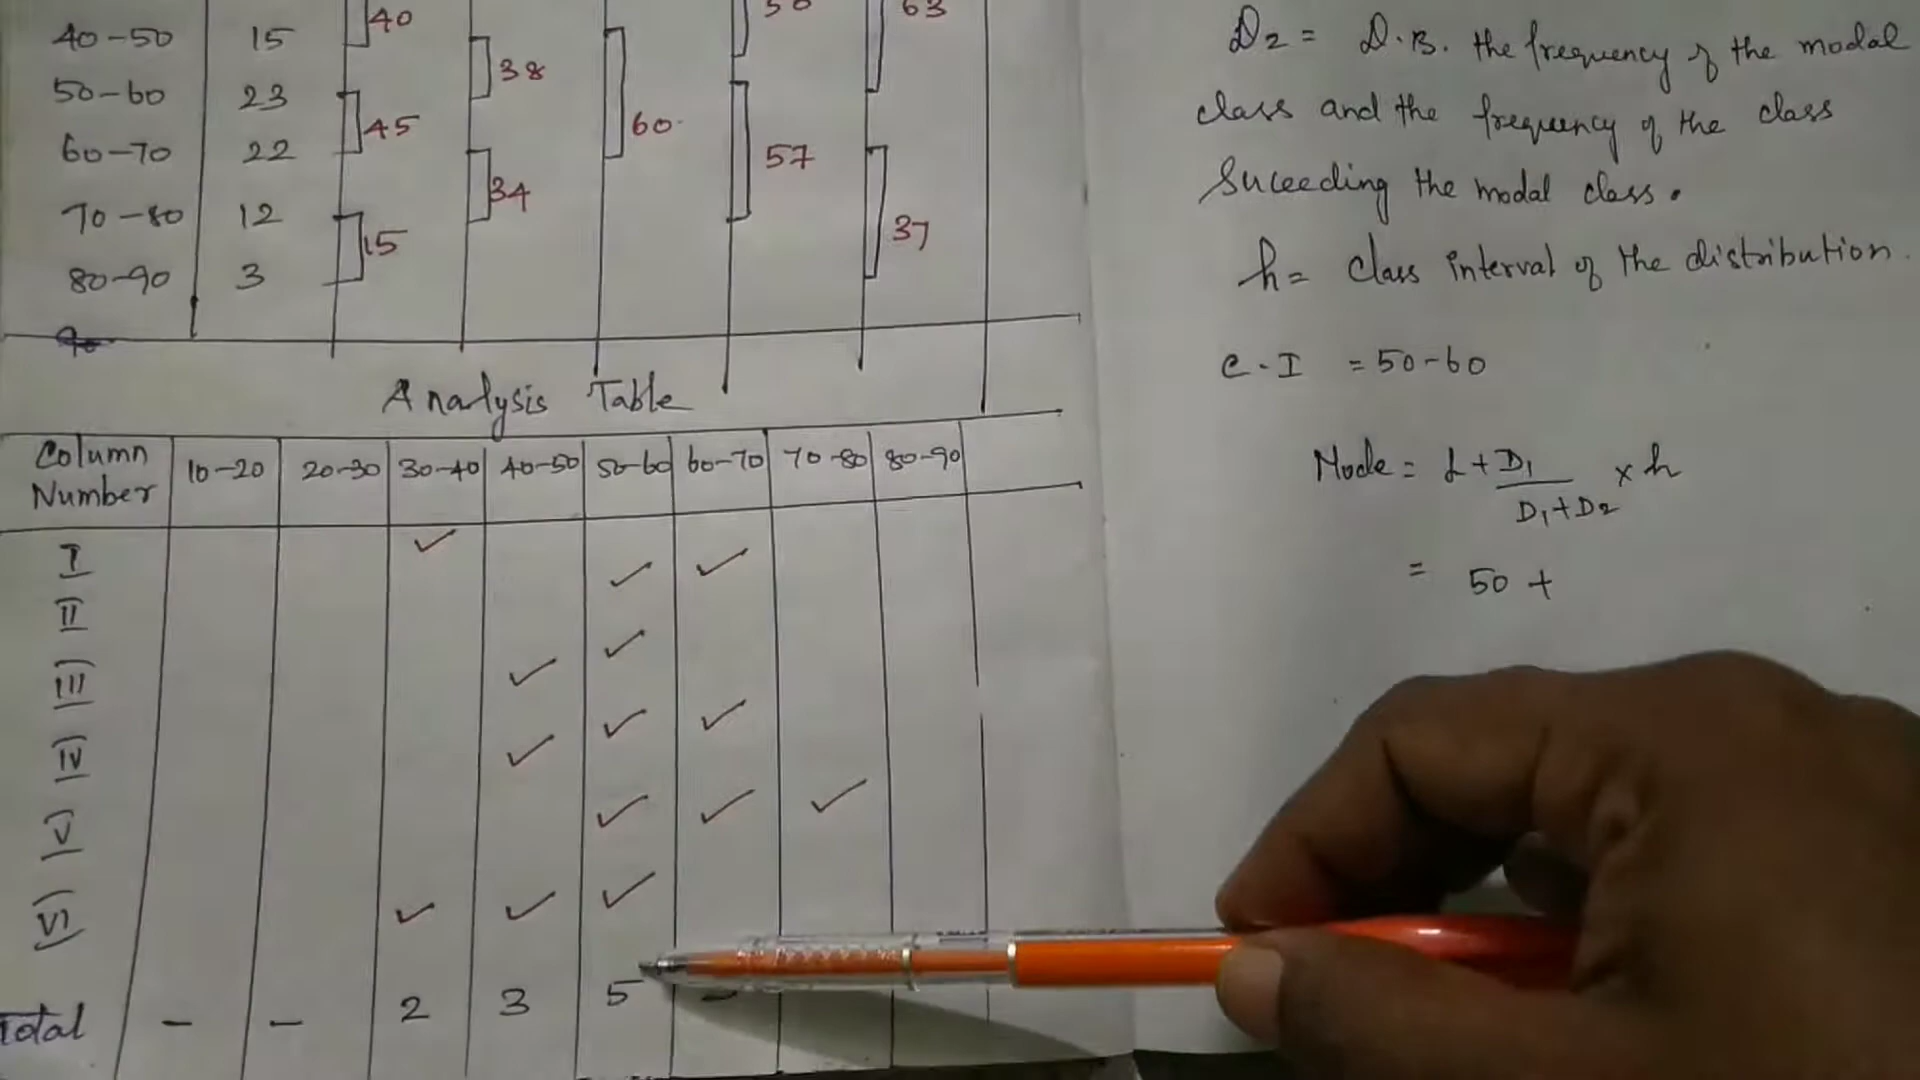 40-50 15 40 50 63
50-60 23 38
60-70 22 45 60 57
70-80 12 34 37
80-90 3 15
Analysis Table
Column Number 10-20 20-30 30-40 40-50 50-60 60-70 70-80 80-90
I ✓ ✓ ✓
II
III ✓ ✓
IV ✓ ✓ ✓
V ✓ ✓ ✓
VI ✓ ✓ ✓
Total - - 2 3 5
D2 = D.B. the frequency of the modal
class and the frequency of the class
Suceeding the modal class.
h = Class interval of the distribution.
C.I = 50-60
Mode = L + D1 / D1+D2 × h
= 50 +